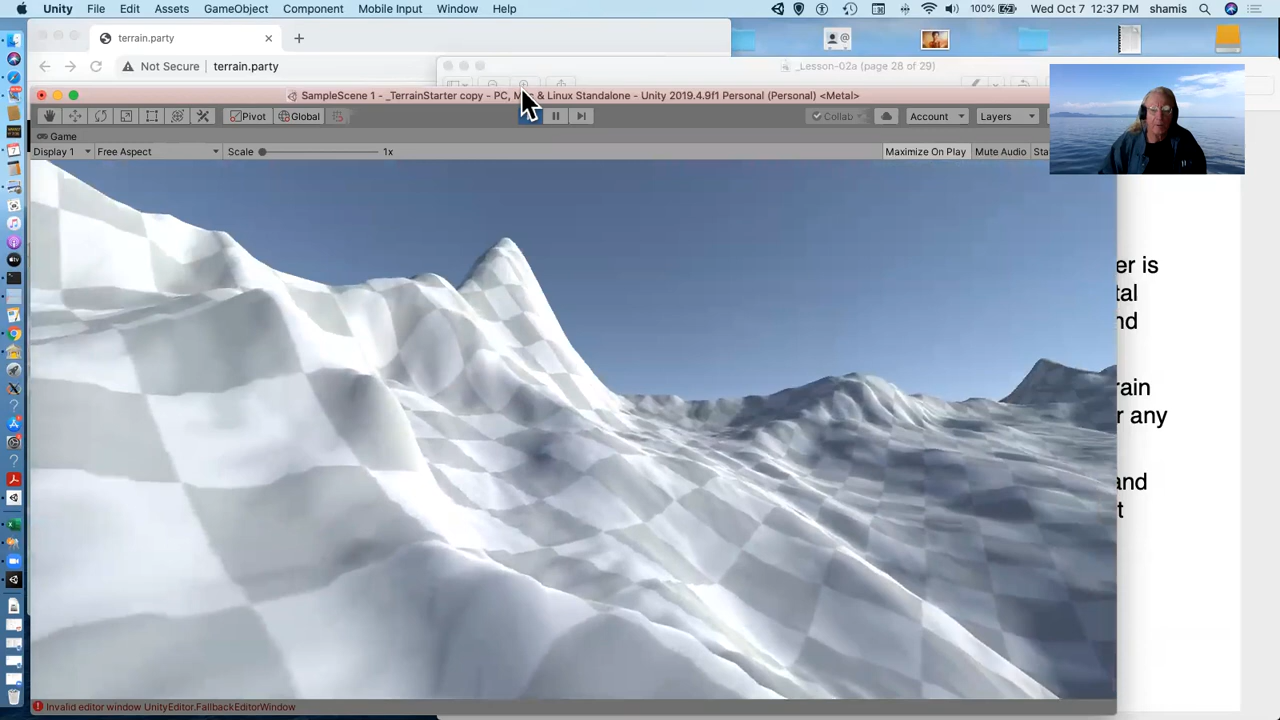 Unity File Edit Assets GameObject Component Mobile Input Window Help 100% Wed Oct 7 12:37 PM shamis
terrain.party
Not Secure terrain.party
_Lesson-02a (page 28 of 29)
SampleScene 1 - _TerrainStarter copy - PC, & Linux Standalone - Unity 2019.4.9f1 Personal (Personal) <Metal>
Pivot Global Collab Account Layers
Game
Display 1 Free Aspect Scale 1x Maximize On Play Mute Audio Sta
er is
tal
nd
rain
r any
and
t
Invalid editor window UnityEditor.FallbackEditorWindow